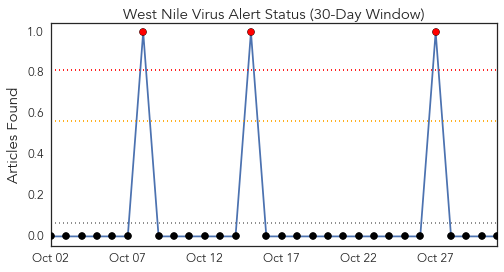 West Nile Virus Alert Status (30-Day Window)
Articles Found
1.0
0.8
0.6
0.4
0.2
0.0
Oct 02 Oct 07 Oct 12 Oct 17 Oct 22 Oct 27